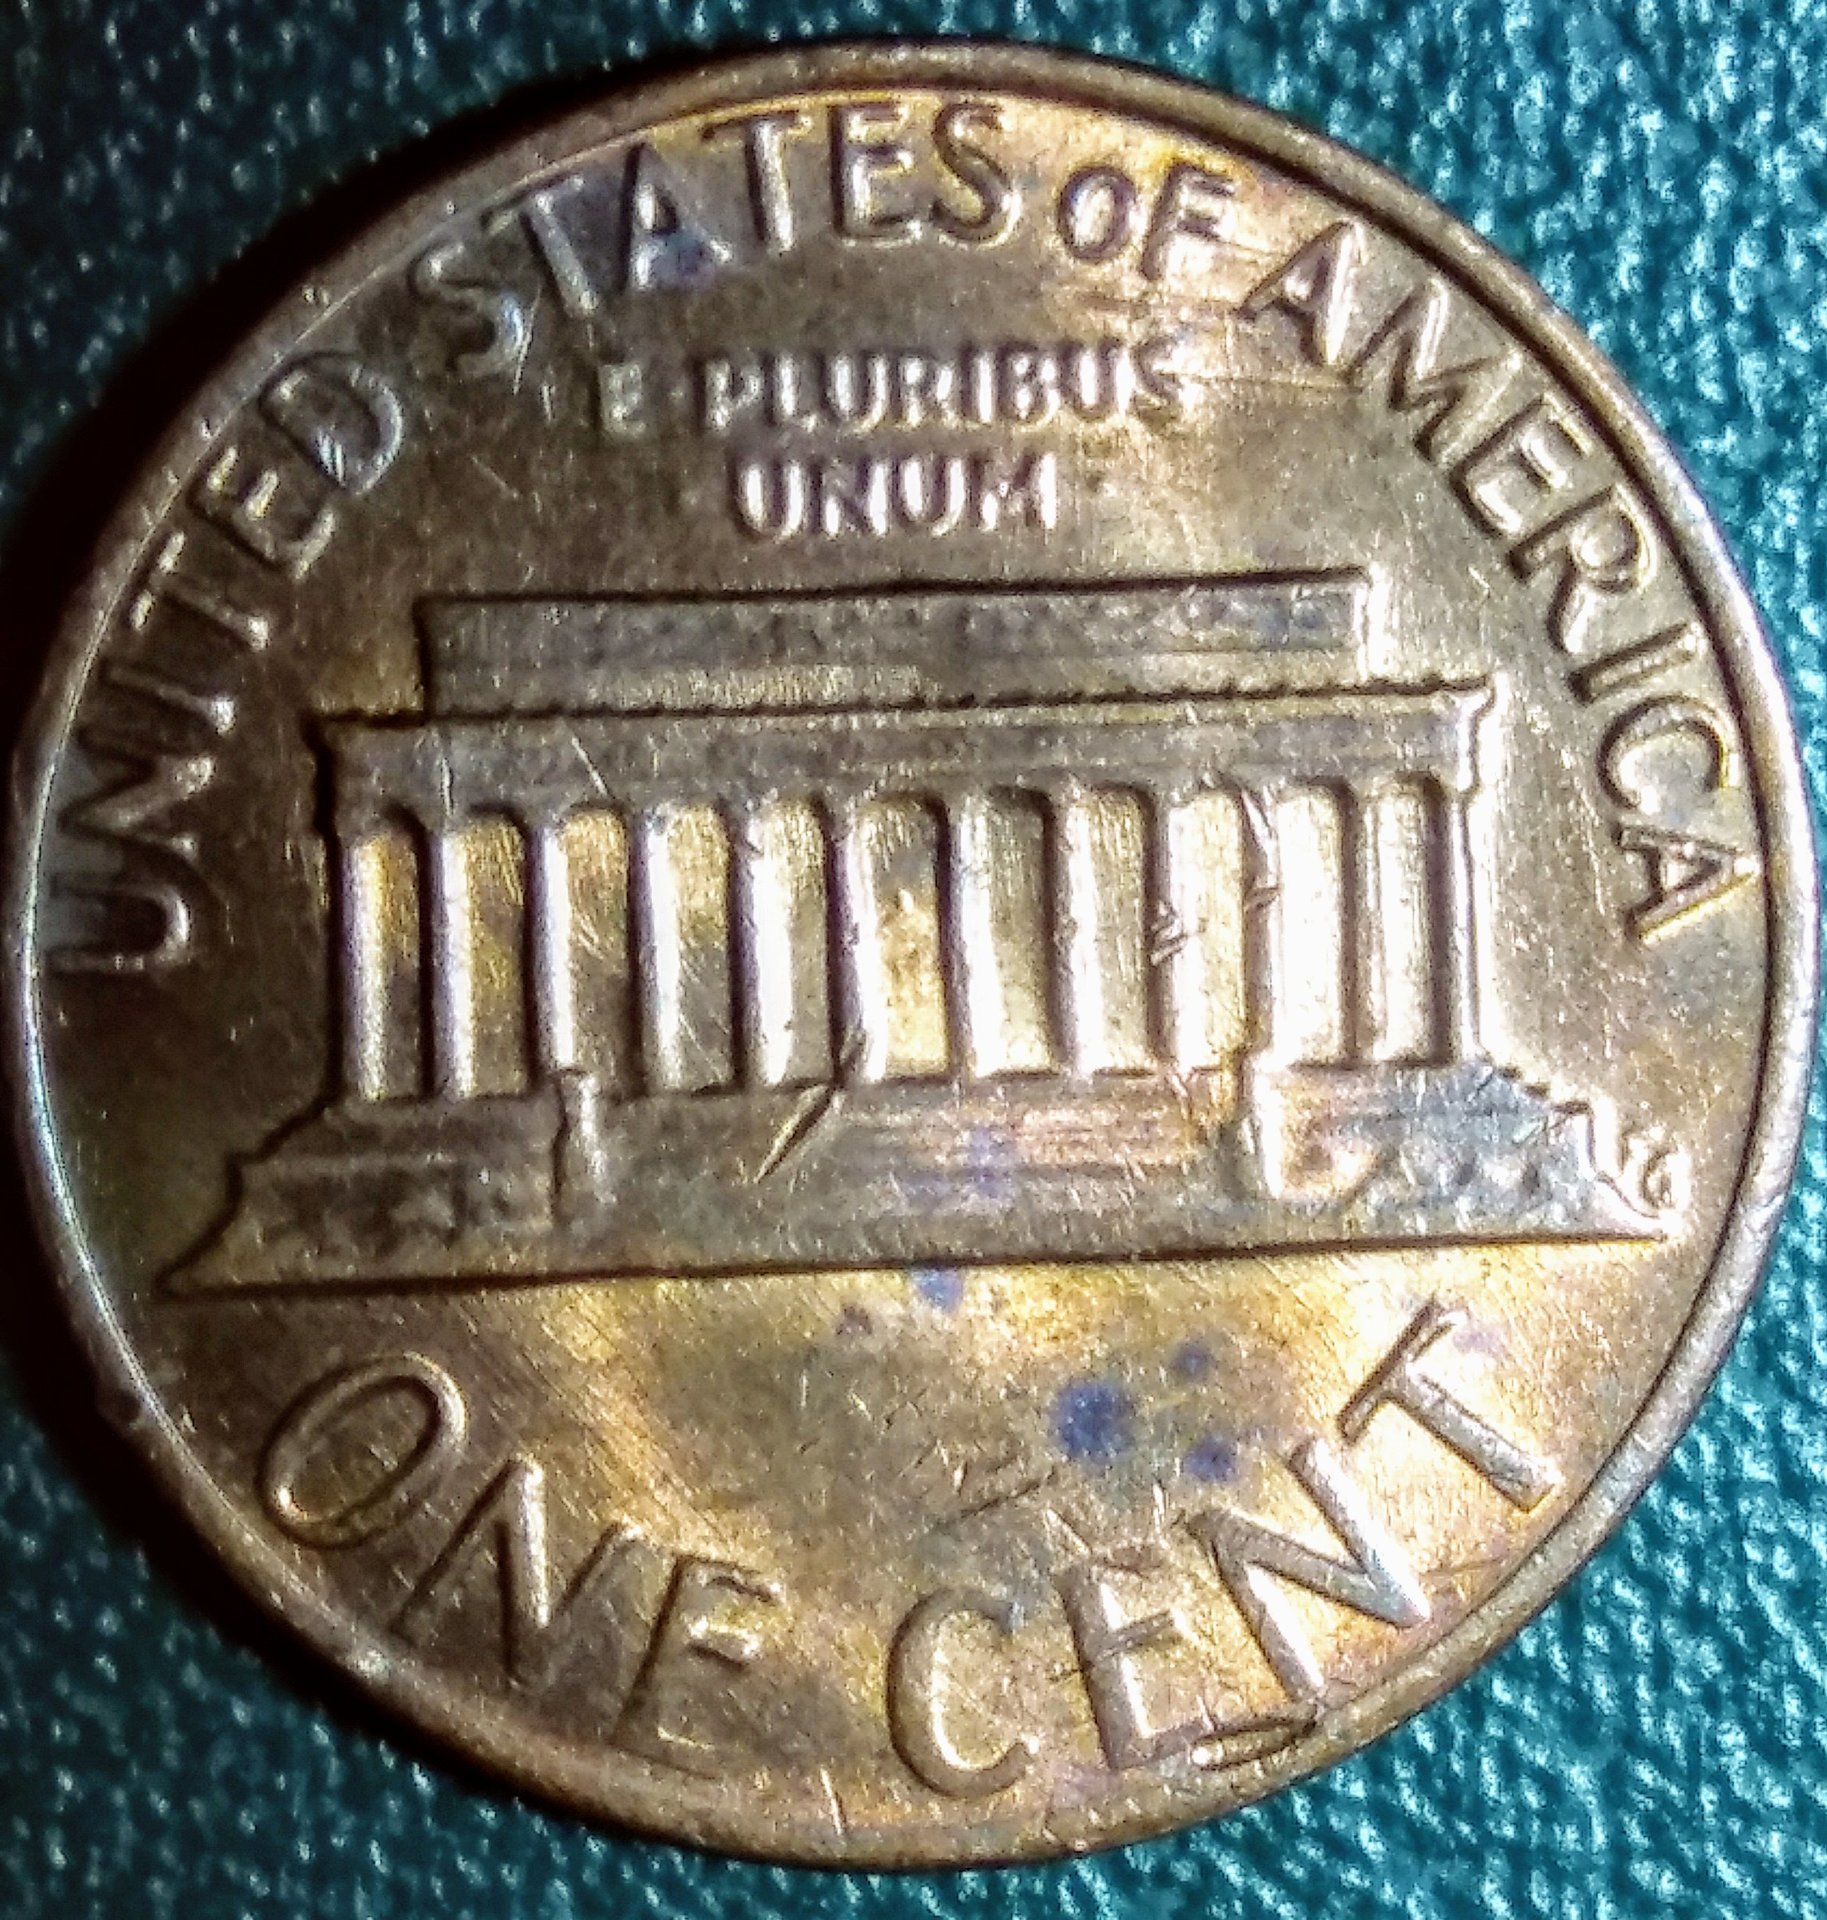 UNITED STATES OF AMERICA
E PLURIBUS
UNUM
ONE CENT